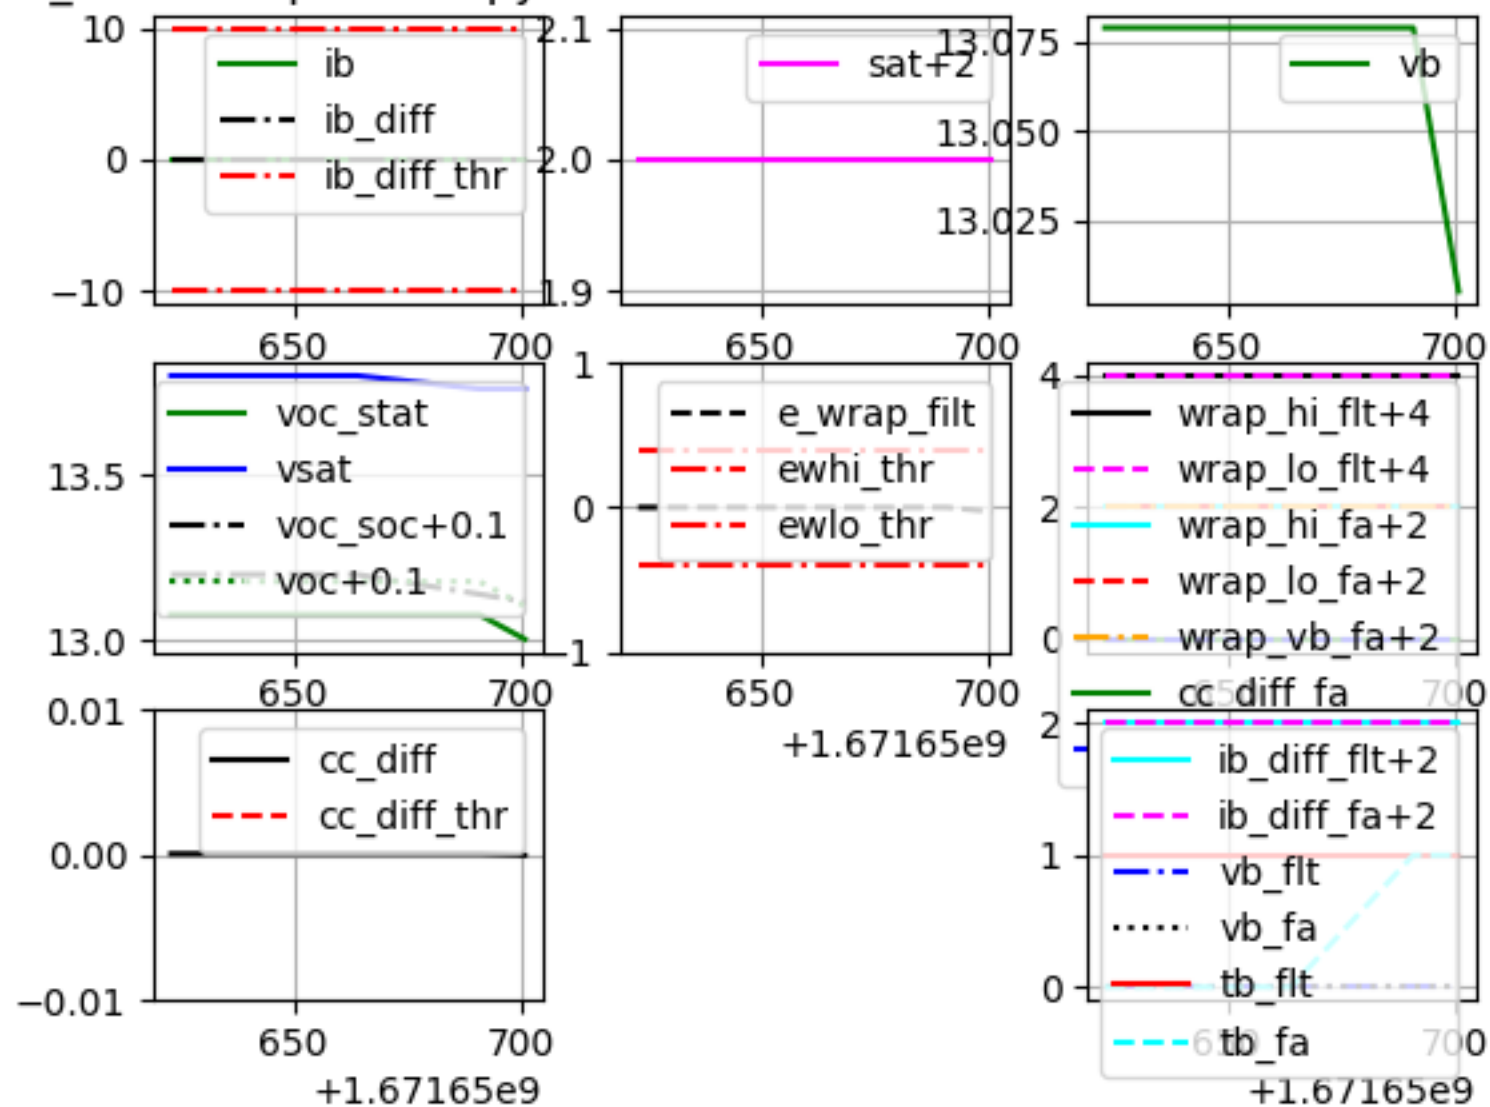 10
0
−10
ib
ib_diff
ib_diff_thr
650
700
2.1
2.0
1.9
sat+2
650
700
13.075
13.050
13.025
vb
650
700
13.5
13.0
voc_stat
vsat
voc_soc+0.1
voc+0.1
650
700
1
0
−1
e_wrap_filt
ewhi_thr
ewlo_thr
650
700
+1.67165e9
4
2
0
wrap_hi_flt+4
wrap_lo_flt+4
wrap_hi_fa+2
wrap_lo_fa+2
wrap_vb_fa+2
cc_diff_fa
650
700
0.01
0.00
−0.01
cc_diff
cc_diff_thr
650
700
+1.67165e9
2
1
0
ib_diff_flt+2
ib_diff_fa+2
vb_flt
vb_fa
tb_flt
tb_fa
650
700
+1.67165e9